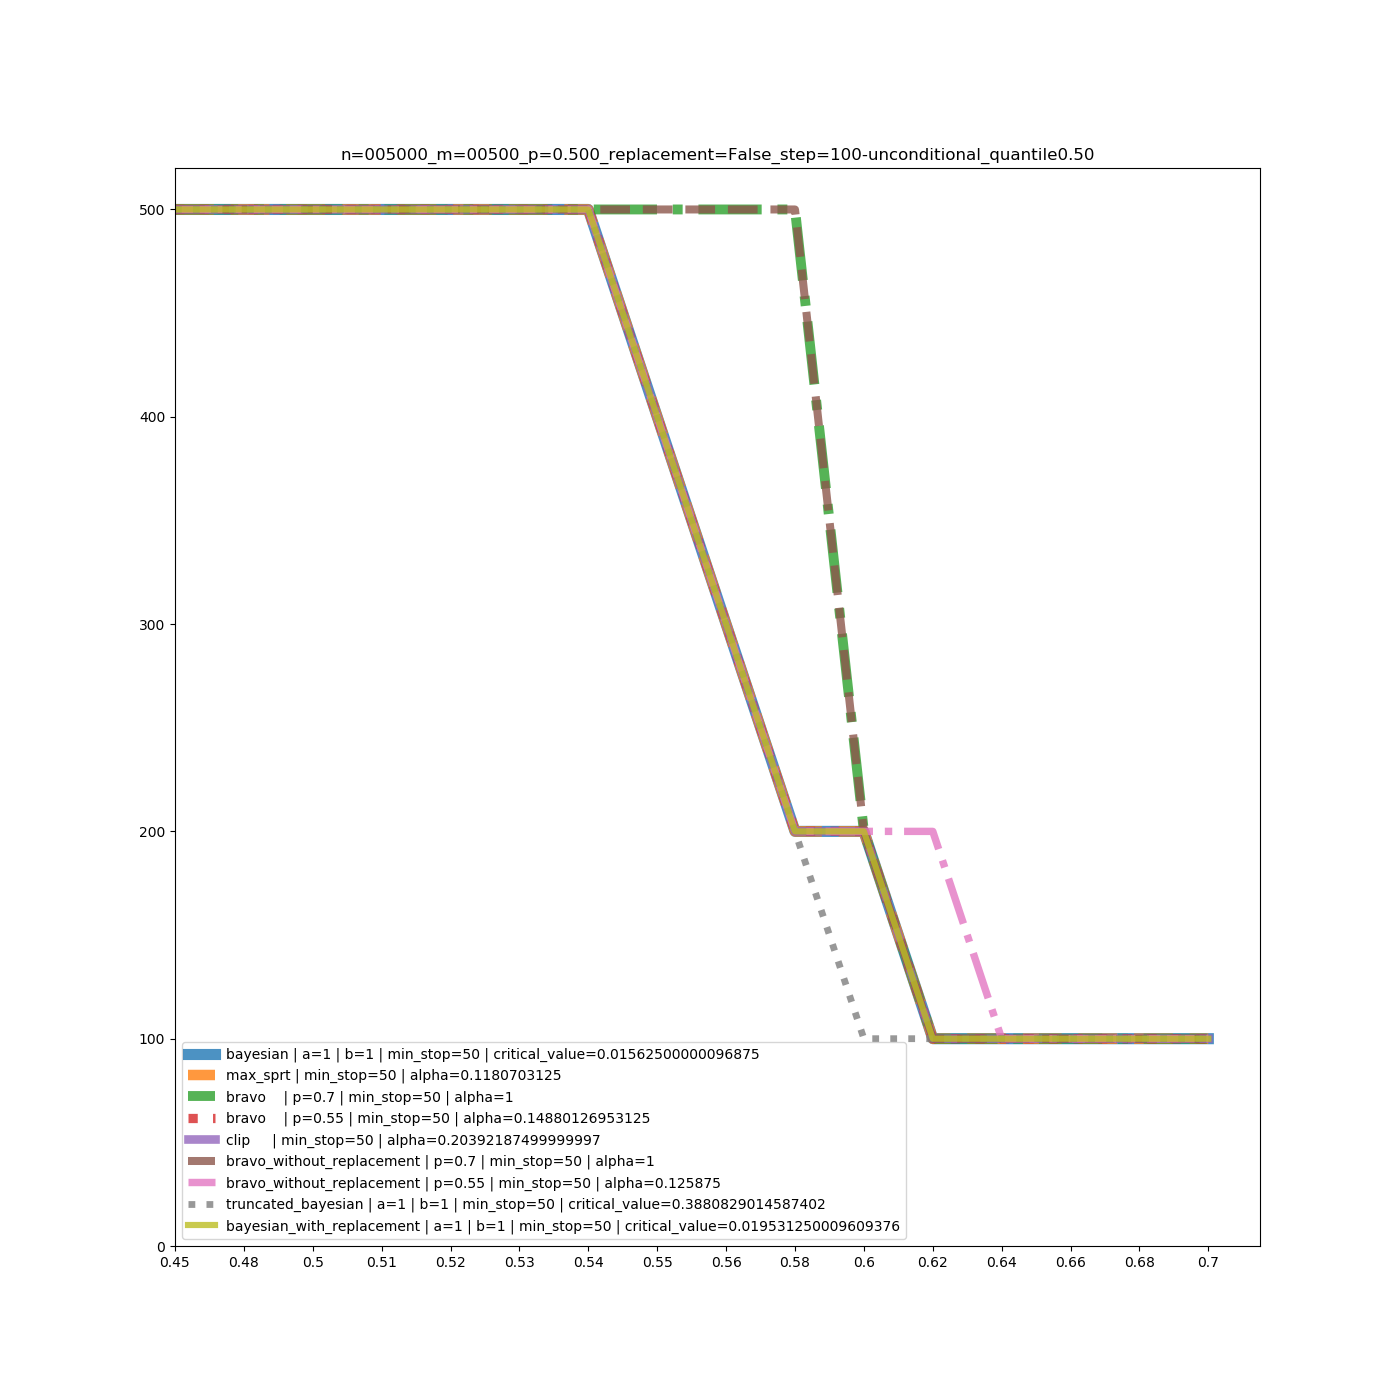 n=005000_m=00500_p=0.500_replacement=False_step=100-unconditional_quantile0.50
500
400
300
200
100
0
bayesian | a=1 | b=1 | min_stop=50 | critical_value=0.01562500000096875
max_sprt | min_stop=50 | alpha=0.1180703125
bravo    | p=0.7 | min_stop=50 | alpha=1
bravo    | p=0.55 | min_stop=50 | alpha=0.14880126953125
clip     | min_stop=50 | alpha=0.20392187499999997
bravo_without_replacement | p=0.7 | min_stop=50 | alpha=1
bravo_without_replacement | p=0.55 | min_stop=50 | alpha=0.125875
truncated_bayesian | a=1 | b=1 | min_stop=50 | critical_value=0.3880829014587402
bayesian_with_replacement | a=1 | b=1 | min_stop=50 | critical_value=0.019531250009609376
0.45 0.48 0.5 0.51 0.52 0.53 0.54 0.55 0.56 0.58 0.6 0.62 0.64 0.66 0.68 0.7